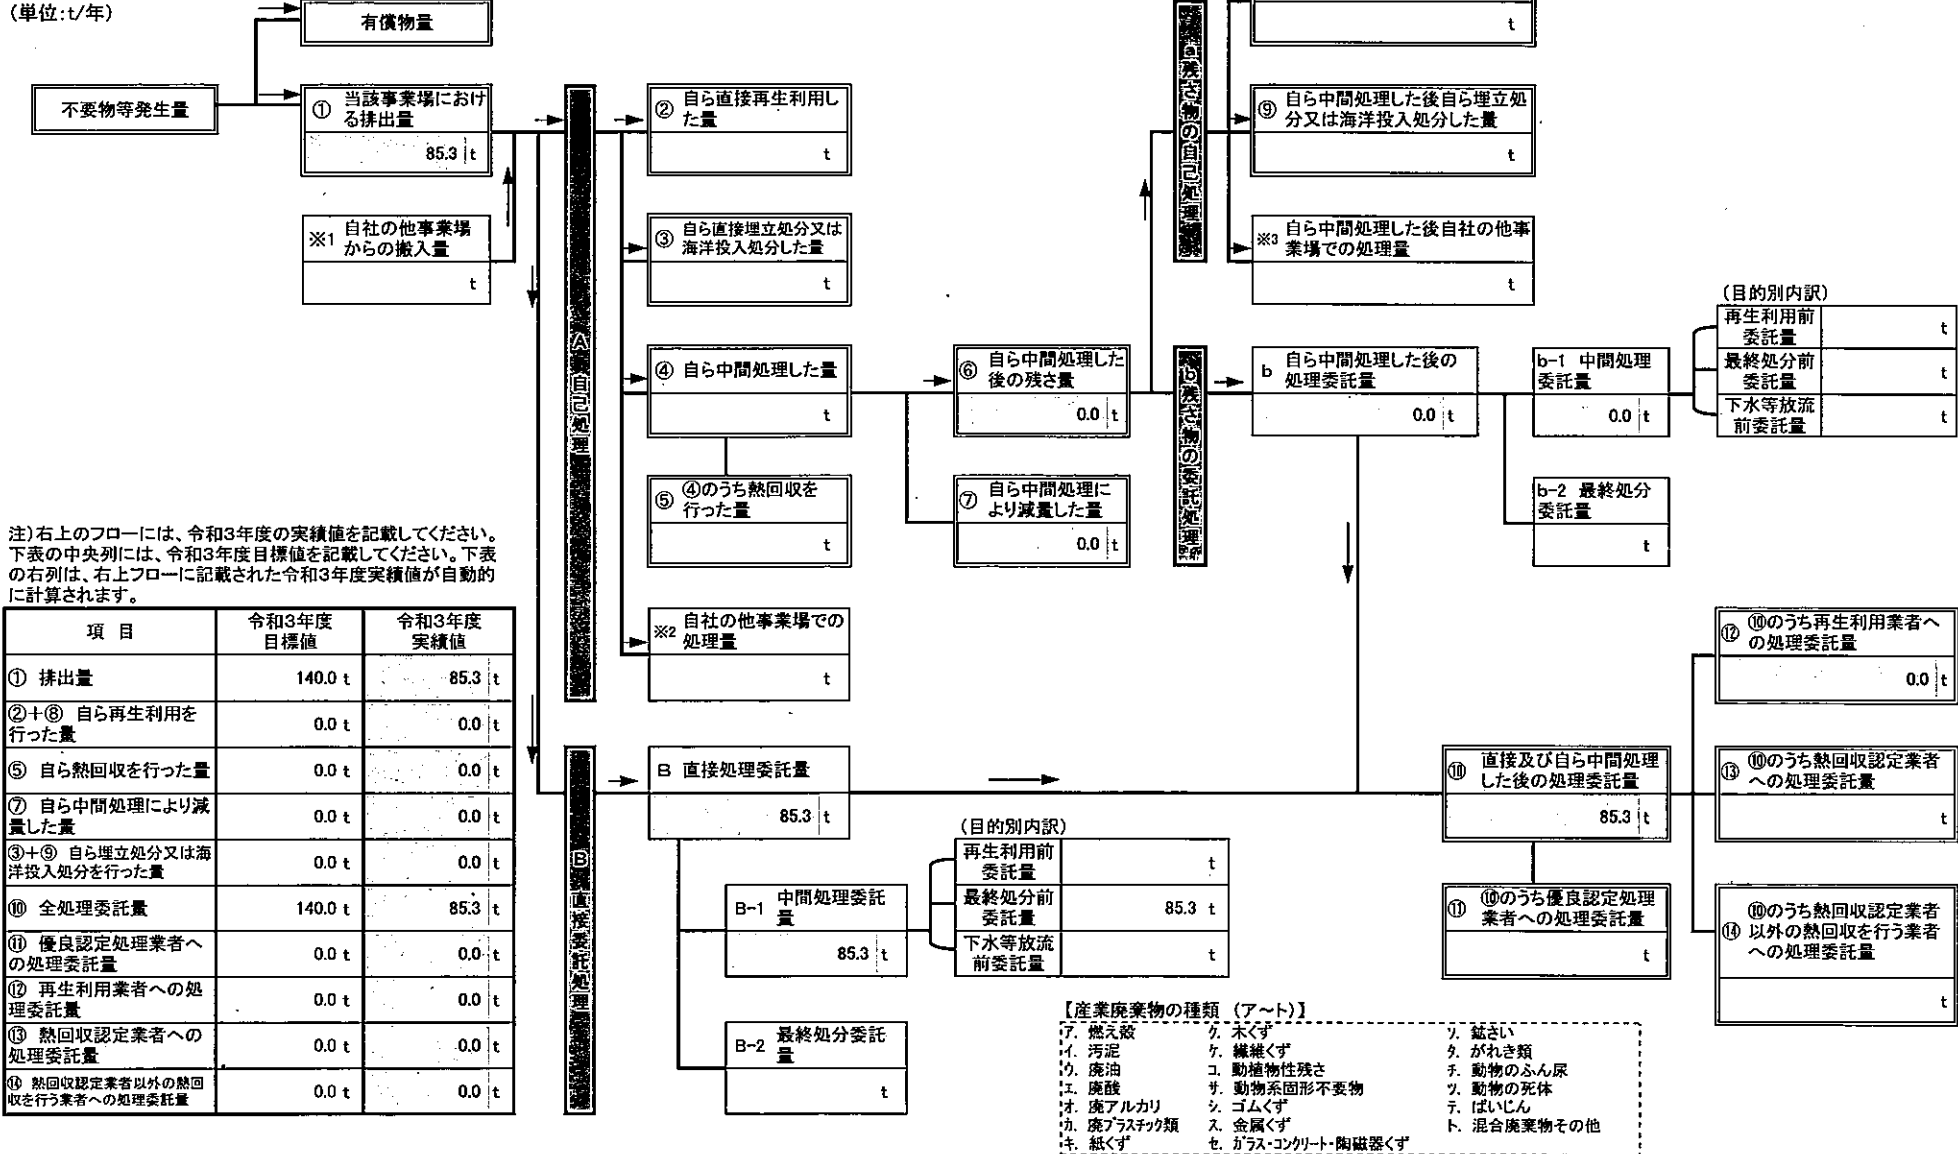 (単位:t/年)
有償物量
不要物等発生量
① 当該事業場におけ
る排出量
85.3 t
※1 自社の他事業場
からの搬入量
t
A
自己処理
② 自ら直接再生利用し
た量
t
③ 自ら直接埋立処分又は
海洋投入処分した量
t
④ 自ら中間処理した量
t
⑤ ④のうち熱回収を
行った量
t
※2 自社の他事業場での
処理量
t
⑥ 自ら中間処理した
後の残さ量
0.0 t
⑦ 自ら中間処理に
より減量した量
0.0 t
a残さ物の自己処理
t
⑨ 自ら中間処理した後自ら埋立処
分又は海洋投入処分した量
t
※3 自ら中間処理した後自社の他事
業場での処理量
t
b残さ物の委託処理
b 自ら中間処理した後の
処理委託量
0.0 t
b-1 中間処理
委託量
0.0 t
b-2 最終処分
委託量
t
(目的別内訳)
再生利用前
委託量
t
最終処分前
委託量
t
下水等放流
前委託量
t
注)右上のフローには、令和3年度の実績値を記載してください。
下表の中央列には、令和3年度目標値を記載してください。下表
の右列は、右上フローに記載された令和3年度実績値が自動的
に計算されます。
項 目 令和3年度
目標値 令和3年度
実績値
① 排出量 140.0 t 85.3 t
②+⑧ 自ら再生利用を
行った量 0.0 t 0.0 t
⑤ 自ら熱回収を行った量 0.0 t 0.0 t
⑦ 自ら中間処理により減
量した量 0.0 t 0.0 t
③+⑨ 自ら埋立処分又は海
洋投入処分を行った量 0.0 t 0.0 t
⑩ 全処理委託量 140.0 t 85.3 t
⑪ 優良認定処理業者へ
の処理委託量 0.0 t 0.0 t
⑫ 再生利用業者への処
理委託量 0.0 t 0.0 t
⑬ 熱回収認定業者への
処理委託量 0.0 t 0.0 t
⑭ 熱回収認定業者以外の熱回
収を行う業者への処理委託量 0.0 t 0.0 t
B
直接委託処理
B 直接処理委託量
85.3 t
B-1 中間処理委託
量
85.3 t
B-2 最終処分委託
量
t
(目的別内訳)
再生利用前
委託量
t
最終処分前
委託量
85.3 t
下水等放流
前委託量
t
⑩ 直接及び自ら中間処理
した後の処理委託量
85.3 t
⑪ ⑩のうち優良認定処理
業者への処理委託量
t
⑫ ⑩のうち再生利用業者へ
の処理委託量
0.0 t
⑬ ⑩のうち熱回収認定業者
への処理委託量
t
⑭ ⑩のうち熱回収認定業者
以外の熱回収を行う業者
への処理委託量
t
【産業廃棄物の種類 (ア~ト)】
ア. 燃え殻 ク. 木くず ソ. 鉱さい
イ. 汚泥 ケ. 繊維くず タ. がれき類
ウ. 廃油 コ. 動植物性残さ チ. 動物のふん尿
エ. 廃酸 サ. 動物系固形不要物 ツ. 動物の死体
オ. 廃アルカリ シ. ゴムくず テ. ばいじん
カ. 廃プラスチック類 ス. 金属くず ト. 混合廃棄物その他
キ. 紙くず セ. ガラス・コンクリート・陶磁器くず